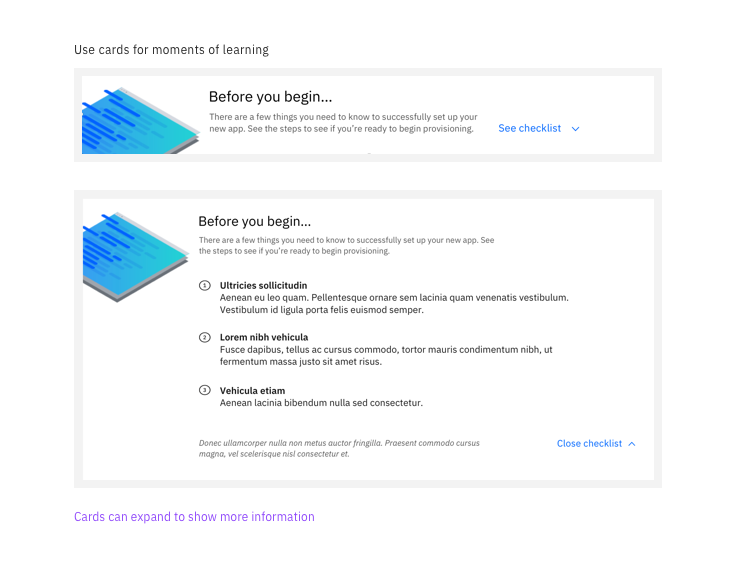 Use cards for moments of learning
Before you begin...
There are a few things you need to know to successfully set up your
new app. See the steps to see if you're ready to begin provisioning.
See checklist
Before you begin...
There are a few things you need to know to successfully set up your new app. See
the steps to see if you're ready to begin provisioning.
1 Ultricies sollicitudin
Aenean eu leo quam. Pellentesque ornare sem lacinia quam venenatis vestibulum.
Vestibulum id ligula porta felis euismod semper.
2 Lorem nibh vehicula
Fusce dapibus, tellus ac cursus commodo, tortor mauris condimentum nibh, ut
fermentum massa justo sit amet risus.
3 Vehicula etiam
Aenean lacinia bibendum nulla sed consectetur.
Donec ullamcorper nulla non metus auctor fringilla. Praesent commodo cursus
magna, vel scelerisque nisl consectetur et.
Close checklist
Cards can expand to show more information